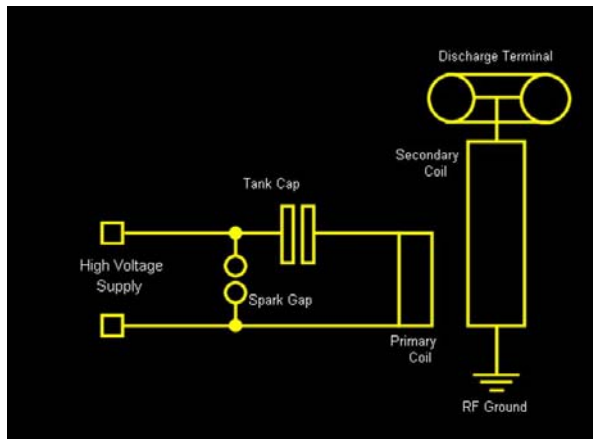 Discharge Terminal
Secondary
Coil
Tank Cap
High Voltage
Supply
Spark Gap
Primary
Coil
RF Ground